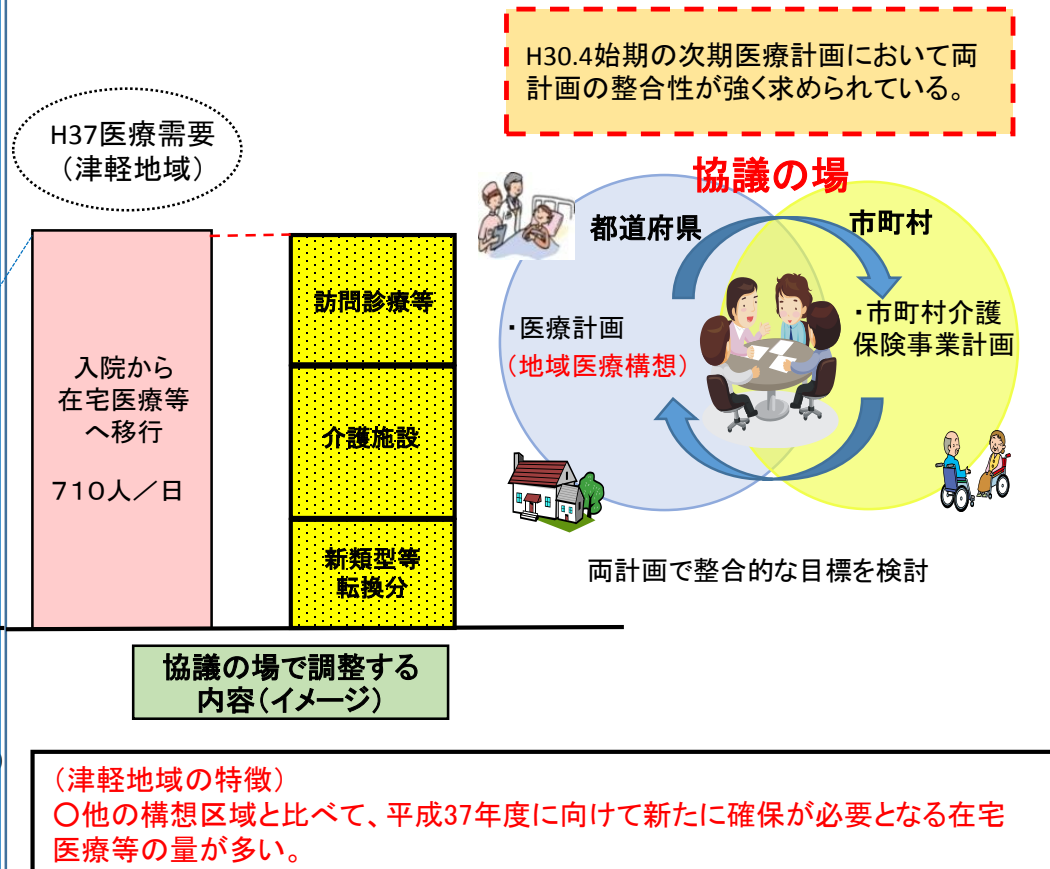 H30.4始期の次期医療計画において両
計画の整合性が強く求められている。
H37医療需要
（津軽地域）
協議の場
都道府県
市町村
・医療計画
（地域医療構想）
・市町村介護
保険事業計画
両計画で整合的な目標を検討
入院から
在宅医療等
へ移行
710人／日
訪問診療等
介護施設
新類型等
転換分
協議の場で調整する
内容（イメージ）
（津軽地域の特徴）
〇他の構想区域と比べて、平成37年度に向けて新たに確保が必要となる在宅
医療等の量が多い。